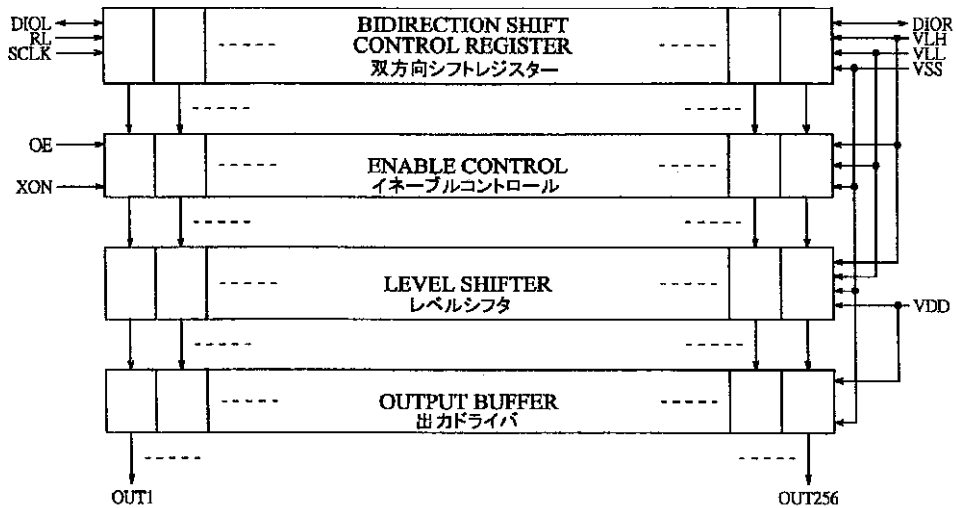 DIOL
RL
SCLK
BIDIRECTION SHIFT
CONTROL REGISTER
双方向シフトレジスター
DIOR
VLH
VLL
VSS
OE
XON
ENABLE CONTROL
イネーブルコントロール
LEVEL SHIFTER
レベルシフタ
VDD
OUTPUT BUFFER
出力ドライバ
OUT1
OUT256